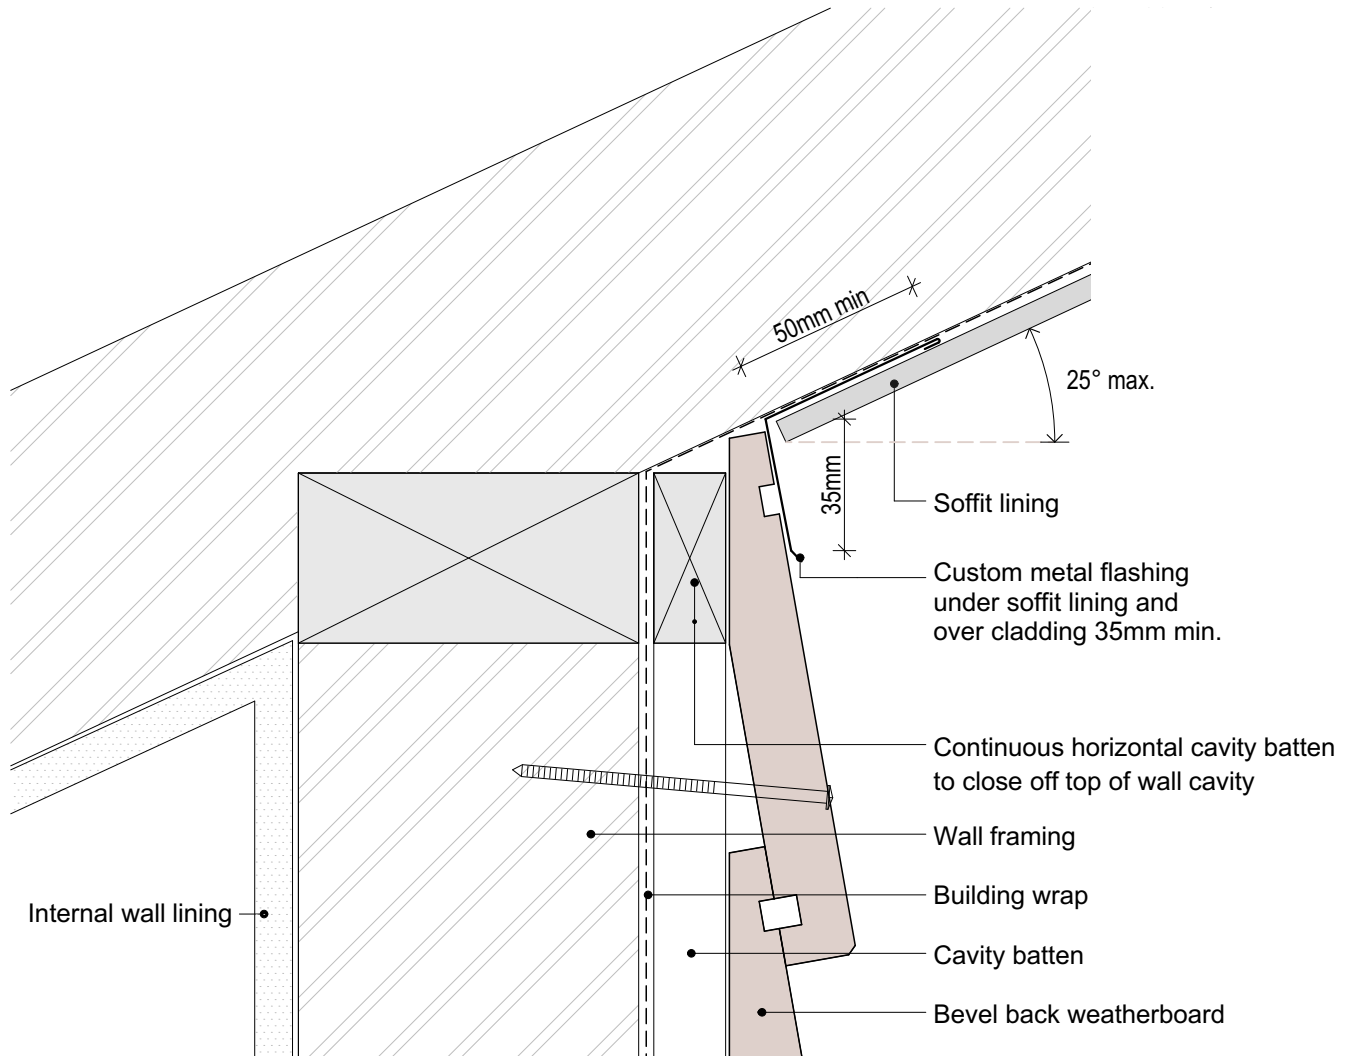 50mm min
25° max.
35mm
Soffit lining
Custom metal flashing
under soffit lining and
over cladding 35mm min.
Continuous horizontal cavity batten
to close off top of wall cavity
Wall framing
Building wrap
Internal wall lining
Cavity batten
Bevel back weatherboard